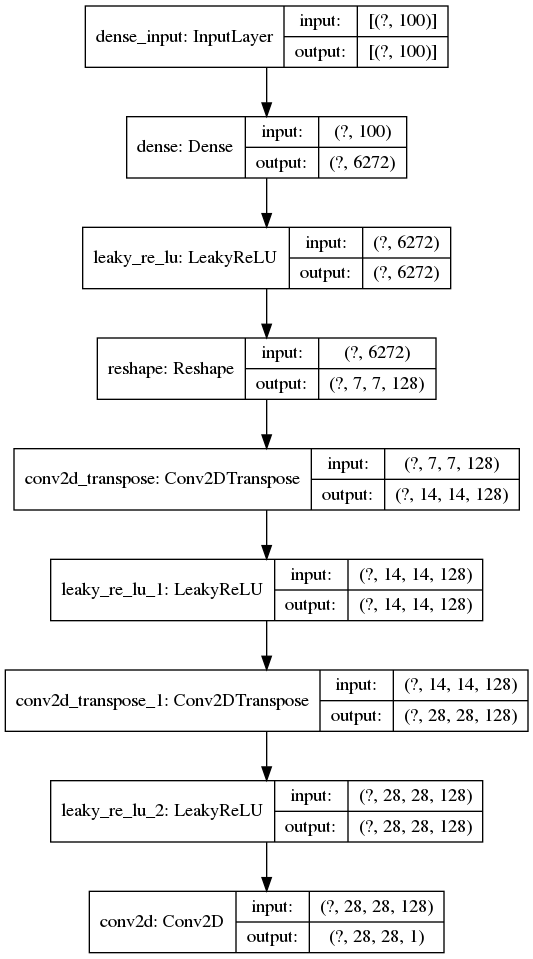 dense_input: InputLayer
input: [(?, 100)]
output: [(?, 100)]
dense: Dense
input: (?, 100)
output: (?, 6272)
leaky_re_lu: LeakyReLU
input: (?, 6272)
output: (?, 6272)
reshape: Reshape
input: (?, 6272)
output: (?, 7, 7, 128)
conv2d_transpose: Conv2DTranspose
input: (?, 7, 7, 128)
output: (?, 14, 14, 128)
leaky_re_lu_1: LeakyReLU
input: (?, 14, 14, 128)
output: (?, 14, 14, 128)
conv2d_transpose_1: Conv2DTranspose
input: (?, 14, 14, 128)
output: (?, 28, 28, 128)
leaky_re_lu_2: LeakyReLU
input: (?, 28, 28, 128)
output: (?, 28, 28, 128)
conv2d: Conv2D
input: (?, 28, 28, 128)
output: (?, 28, 28, 1)